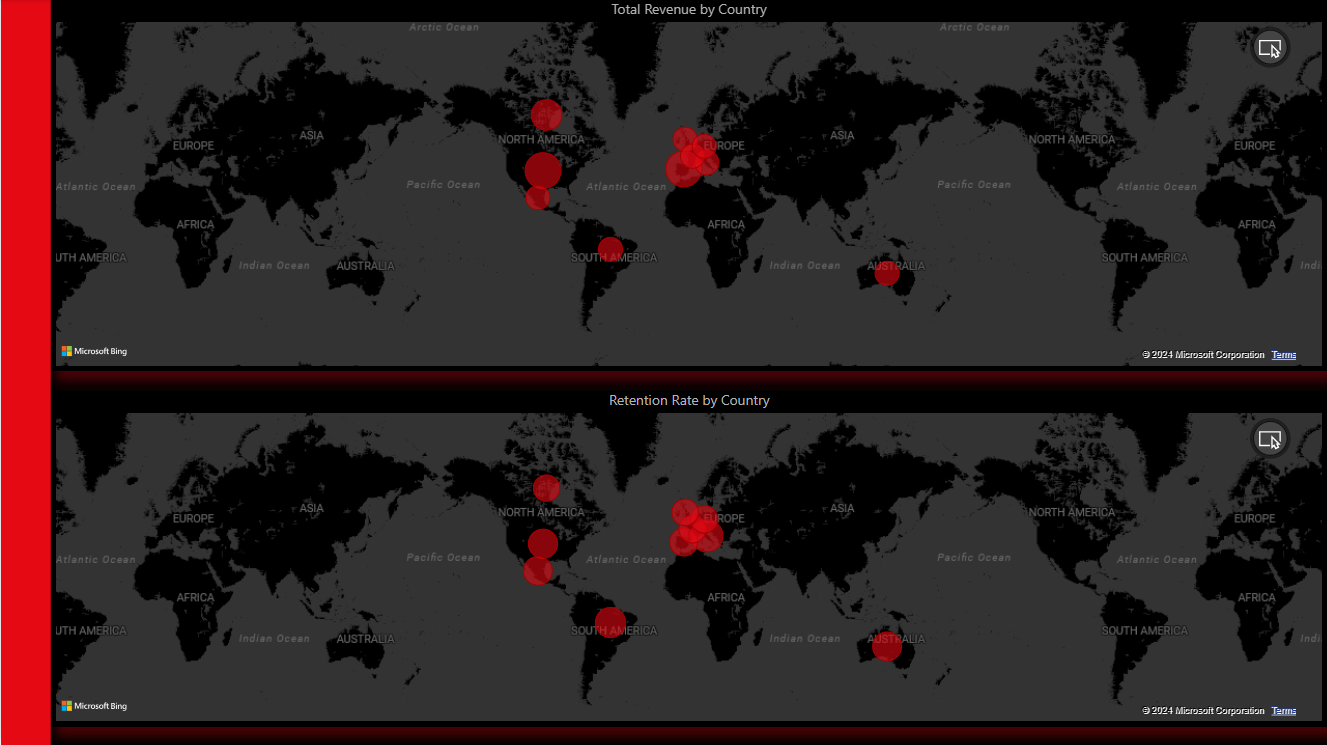 Total Revenue by Country
Arctic Ocean
Arctic Ocean
ASIA
ASIA
NORTH AMERICA
NORTH AMERICA
EUROPE
EUROPE
EUROPE
Atlantic Ocean
Pacific Ocean
Atlantic Ocean
Pacific Ocean
Atlantic Ocean
AFRICA
AFRICA
AFRICA
UTH AMERICA
SOUTH AMERICA
SOUTH AMERICA
Indian Ocean
AUSTRALIA
Indian Ocean
AUSTRALIA
Indi
Microsoft Bing
© 2024 Microsoft Corporation Terms
Retention Rate by Country
ASIA
ASIA
NORTH AMERICA
NORTH AMERICA
EUROPE
EUROPE
EUROPE
Atlantic Ocean
Pacific Ocean
Atlantic Ocean
Pacific Ocean
Atlantic Ocean
AFRICA
AFRICA
AFRICA
UTH AMERICA
SOUTH AMERICA
SOUTH AMERICA
Indian Ocean
AUSTRALIA
Indian Ocean
AUSTRALIA
Indi
Microsoft Bing
© 2024 Microsoft Corporation Terms